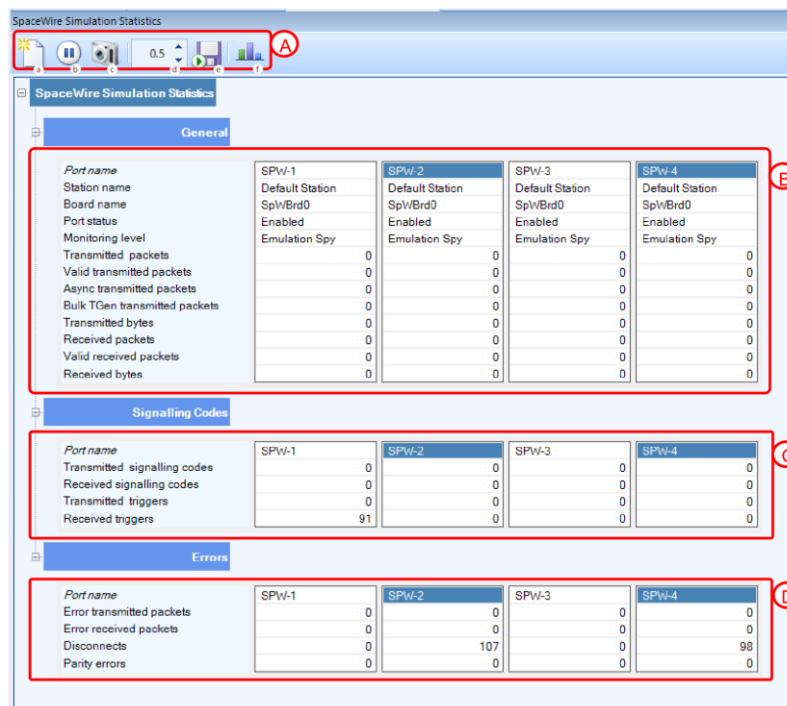 SpaceWire Simulation Statistics
0.5 A
a b c d e f
SpaceWire Simulation Statistics
General
B
Port name SPW-1 SPW-2 SPW-3 SPW-4
Station name Default Station Default Station Default Station Default Station
Board name SpWBrd0 SpWBrd0 SpWBrd0 SpWBrd0
Port status Enabled Enabled Enabled Enabled
Monitoring level Emulation Spy Emulation Spy Emulation Spy Emulation Spy
Transmitted packets 0 0 0 0
Valid transmitted packets 0 0 0 0
Async transmitted packets 0 0 0 0
Bulk TGen transmitted packets 0 0 0 0
Transmitted bytes 0 0 0 0
Received packets 0 0 0 0
Valid received packets 0 0 0 0
Received bytes 0 0 0 0
Signalling Codes
Port name SPW-1 SPW-2 SPW-3 SPW-4 C
Transmitted signalling codes 0 0 0 0
Received signalling codes 0 0 0 0
Transmitted triggers 0 0 0 0
Received triggers 91 0 0 0
Errors
Port name SPW-1 SPW-2 SPW-3 SPW-4 D
Error transmitted packets 0 0 0 0
Error received packets 0 0 0 0
Disconnects 0 107 0 98
Parity errors 0 0 0 0